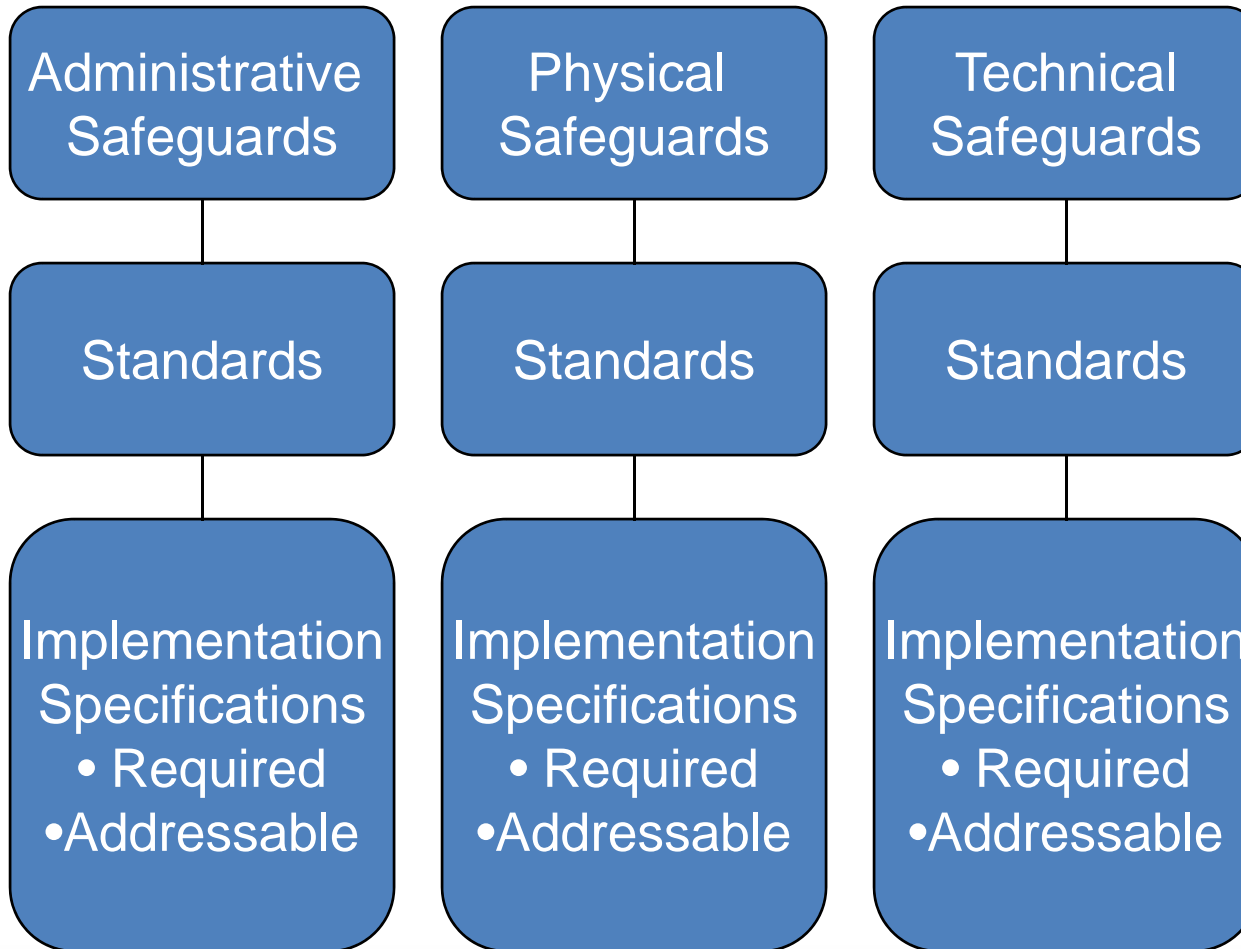 Administrative
Safeguards
Physical
Safeguards
Technical
Safeguards
Standards
Standards
Standards
Implementation
Specifications
• Required
•Addressable
Implementation
Specifications
• Required
•Addressable
Implementation
Specifications
• Required
•Addressable